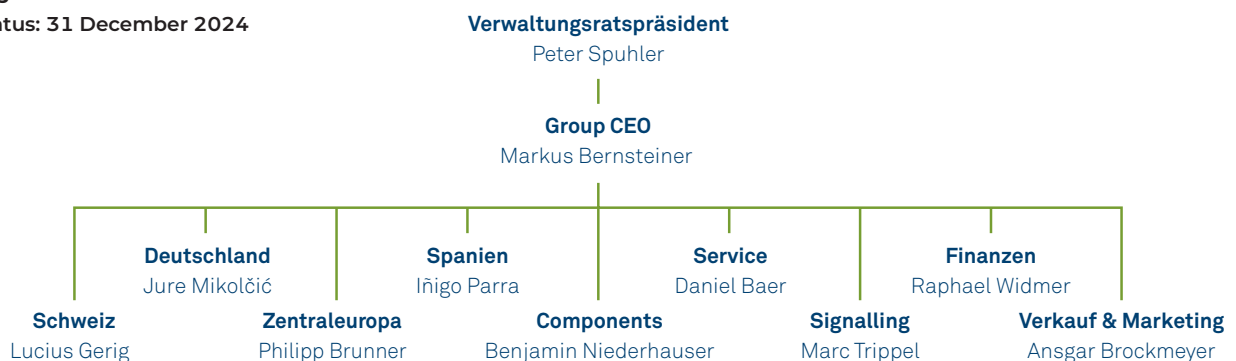 tus: 31 December 2024
Verwaltungsratspräsident
Peter Spuhler
Group CEO
Markus Bernsteiner
Deutschland
Jure Mikolčić
Spanien
Iñigo Parra
Service
Daniel Baer
Finanzen
Raphael Widmer
Schweiz
Lucius Gerig
Zentraleuropa
Philipp Brunner
Components
Benjamin Niederhauser
Signalling
Marc Trippel
Verkauf & Marketing
Ansgar Brockmeyer